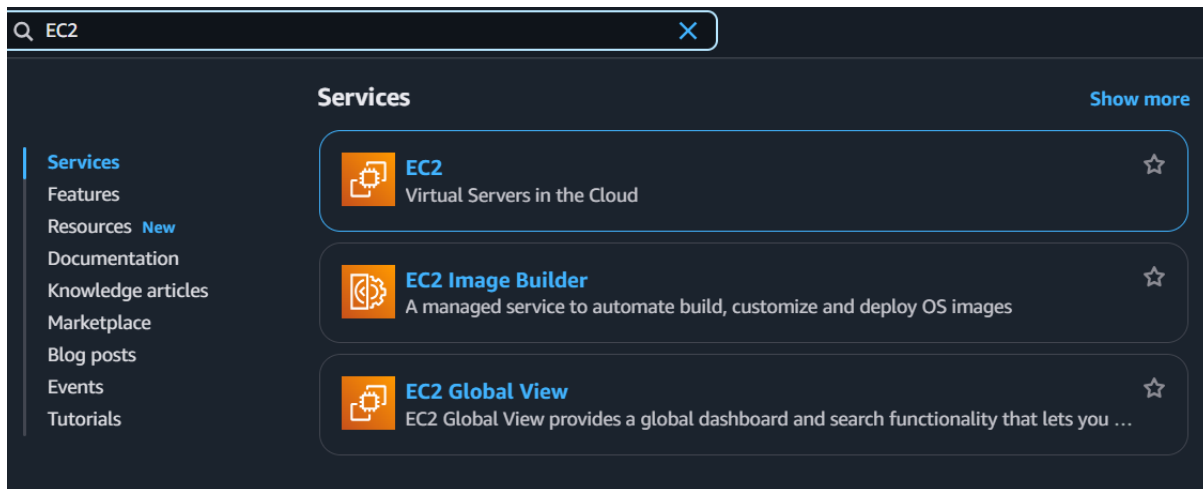 EC2
Services
Show more
Services
Features
Resources New
Documentation
Knowledge articles
Marketplace
Blog posts
Events
Tutorials
EC2
Virtual Servers in the Cloud
EC2 Image Builder
A managed service to automate build, customize and deploy OS images
EC2 Global View
EC2 Global View provides a global dashboard and search functionality that lets you ...